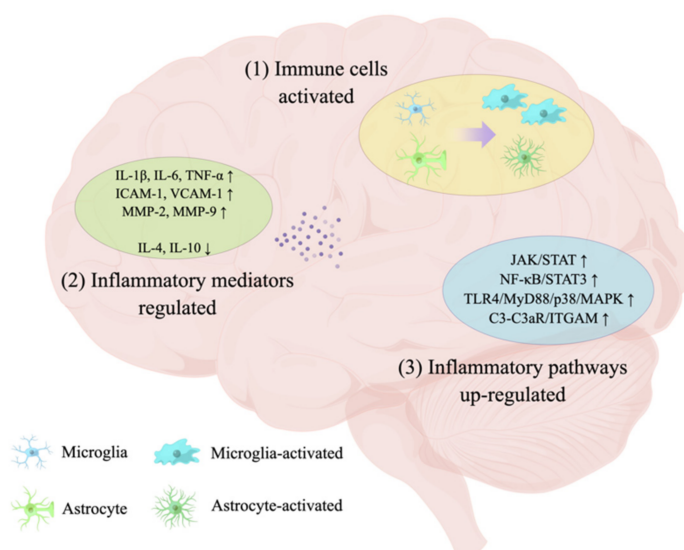 (1) Immune cells
activated
IL-1β, IL-6, TNF-α ↑
ICAM-1, VCAM-1 ↑
MMP-2, MMP-9 ↑
IL-4, IL-10 ↓
(2) Inflammatory mediators
regulated
JAK/STAT ↑
NF-κB/STAT3 ↑
TLR4/MyD88/p38/MAPK ↑
C3-C3aR/ITGAM ↑
(3) Inflammatory pathways
up-regulated
Microglia
Microglia-activated
Astrocyte
Astrocyte-activated